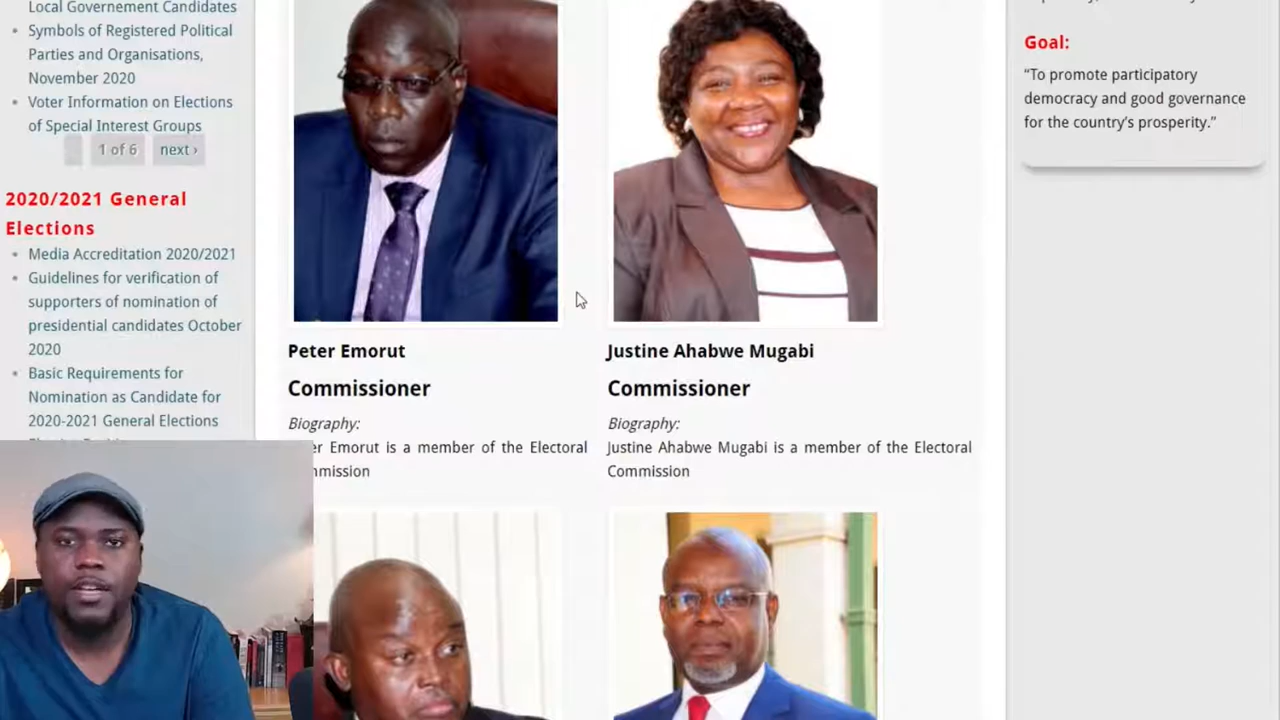 Local Governement Candidates
Symbols of Registered Political
Parties and Organisations,
November 2020
Voter Information on Elections
of Special Interest Groups
1 of 6
next ›
2020/2021 General
Elections
Media Accreditation 2020/2021
Guidelines for verification of
supporters of nomination of
presidential candidates October
2020
Basic Requirements for
Nomination as Candidate for
2020-2021 General Elections
Peter Emorut
Commissioner
Biography:
Emorut is a member of the Electoral
Justine Ahabwe Mugabi
Commissioner
Biography:
Justine Ahabwe Mugabi is a member of the Electoral
Commission
Goal:
“To promote participatory
democracy and good governance
for the country’s prosperity.”